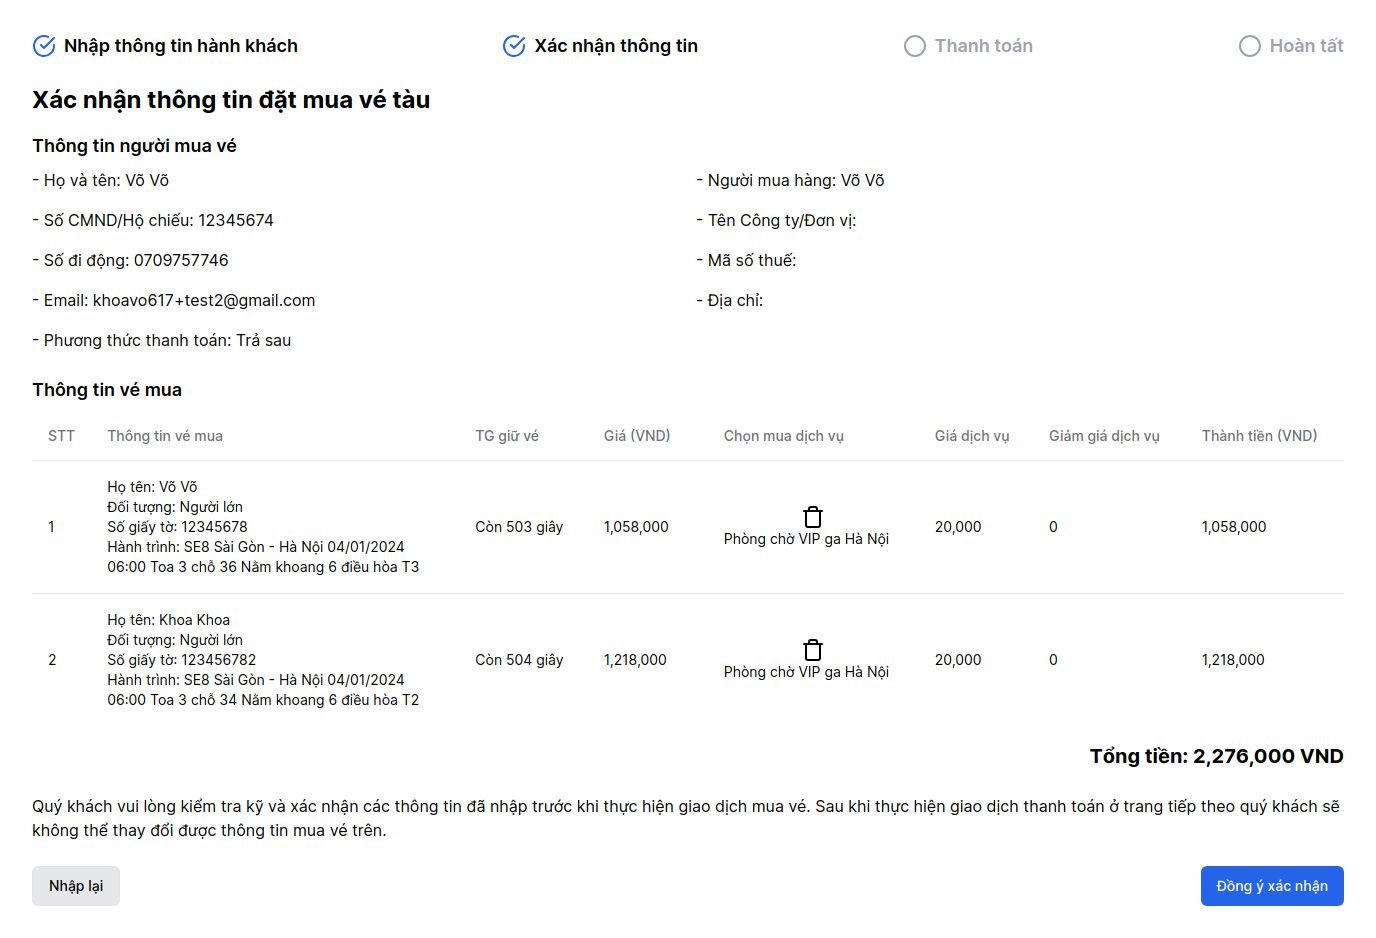 Nhập thông tin hành khách
Xác nhận thông tin
Thanh toán
Hoàn tất
Xác nhận thông tin đặt mua vé tàu
Thông tin người mua vé
- Họ và tên: Võ Võ
- Người mua hàng: Võ Võ
- Số CMND/Hộ chiếu: 12345674
- Tên Công ty/Đơn vị:
- Số đi động: 0709757746
- Mã số thuế:
- Email: khoavo617+test2@gmail.com
- Địa chỉ:
- Phương thức thanh toán: Trả sau
Thông tin vé mua
STT Thông tin vé mua TG giữ vé Giá (VND) Chọn mua dịch vụ Giá dịch vụ Giảm giá dịch vụ Thành tiền (VND)
1
Họ tên: Võ Võ
Đối tượng: Người lớn
Số giấy tờ: 12345678
Hành trình: SE8 Sài Gòn - Hà Nội 04/01/2024
06:00 Toa 3 chỗ 36 Nằm khoang 6 điều hòa T3
Còn 503 giây
1,058,000
Phòng chờ VIP ga Hà Nội
20,000
0
1,058,000
2
Họ tên: Khoa Khoa
Đối tượng: Người lớn
Số giấy tờ: 123456782
Hành trình: SE8 Sài Gòn - Hà Nội 04/01/2024
06:00 Toa 3 chỗ 34 Nằm khoang 6 điều hòa T2
Còn 504 giây
1,218,000
Phòng chờ VIP ga Hà Nội
20,000
0
1,218,000
Tổng tiền: 2,276,000 VND
Quý khách vui lòng kiểm tra kỹ và xác nhận các thông tin đã nhập trước khi thực hiện giao dịch mua vé. Sau khi thực hiện giao dịch thanh toán ở trang tiếp theo quý khách sẽ
không thể thay đổi được thông tin mua vé trên.
Nhập lại
Đồng ý xác nhận